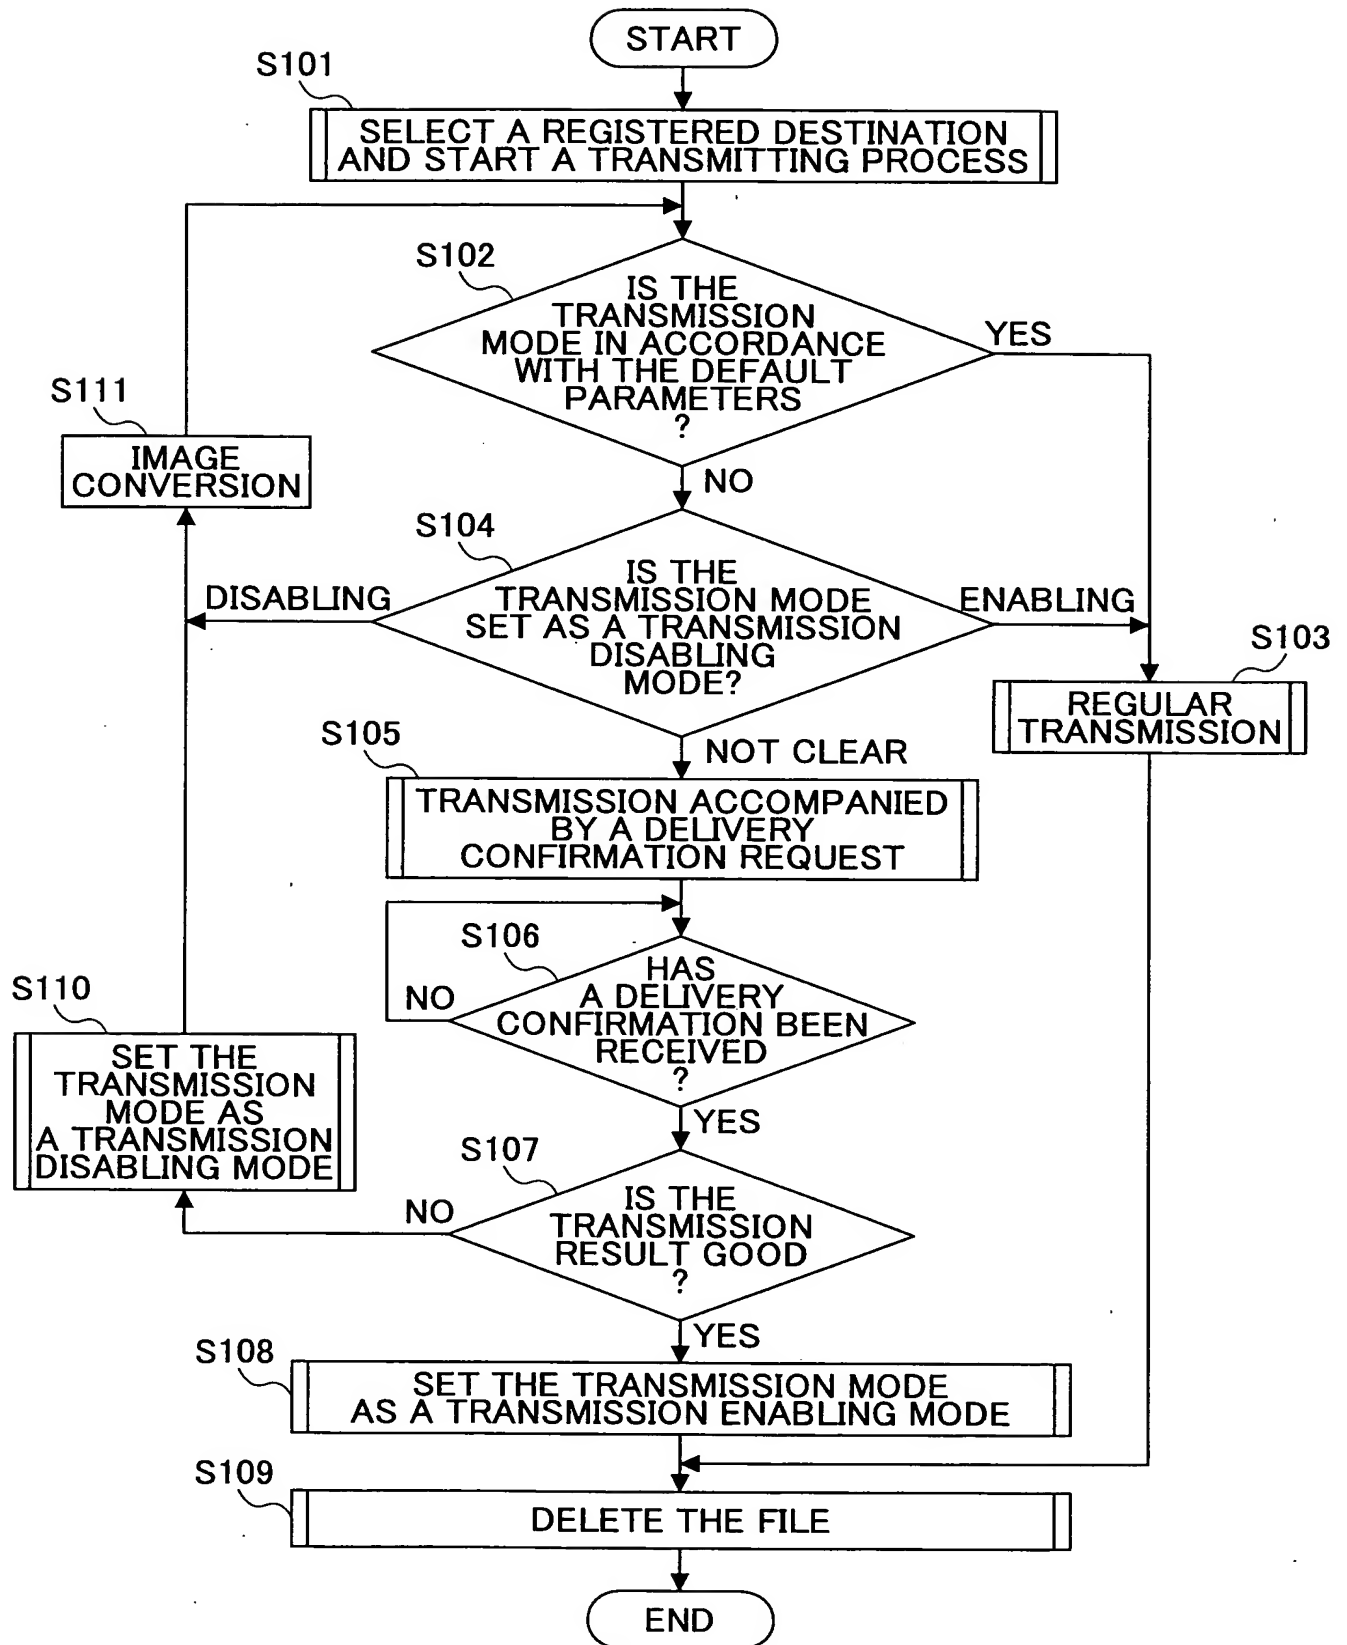 START
S101
SELECT A REGISTERED DESTINATION
AND START A TRANSMITTING PROCESS
S102
IS THE
TRANSMISSION
MODE IN ACCORDANCE
WITH THE DEFAULT
PARAMETERS
?
YES
NO
S111
IMAGE
CONVERSION
S104
IS THE
TRANSMISSION MODE
SET AS A TRANSMISSION
DISABLING
MODE?
DISABLING
ENABLING
S103
REGULAR
TRANSMISSION
NOT CLEAR
S105
TRANSMISSION ACCOMPANIED
BY A DELIVERY
CONFIRMATION REQUEST
S106
HAS
A DELIVERY
CONFIRMATION BEEN
RECEIVED
?
NO
YES
S110
SET THE
TRANSMISSION
MODE AS
A TRANSMISSION
DISABLING MODE
S107
IS THE
TRANSMISSION
RESULT GOOD
?
NO
YES
S108
SET THE TRANSMISSION MODE
AS A TRANSMISSION ENABLING MODE
S109
DELETE THE FILE
END